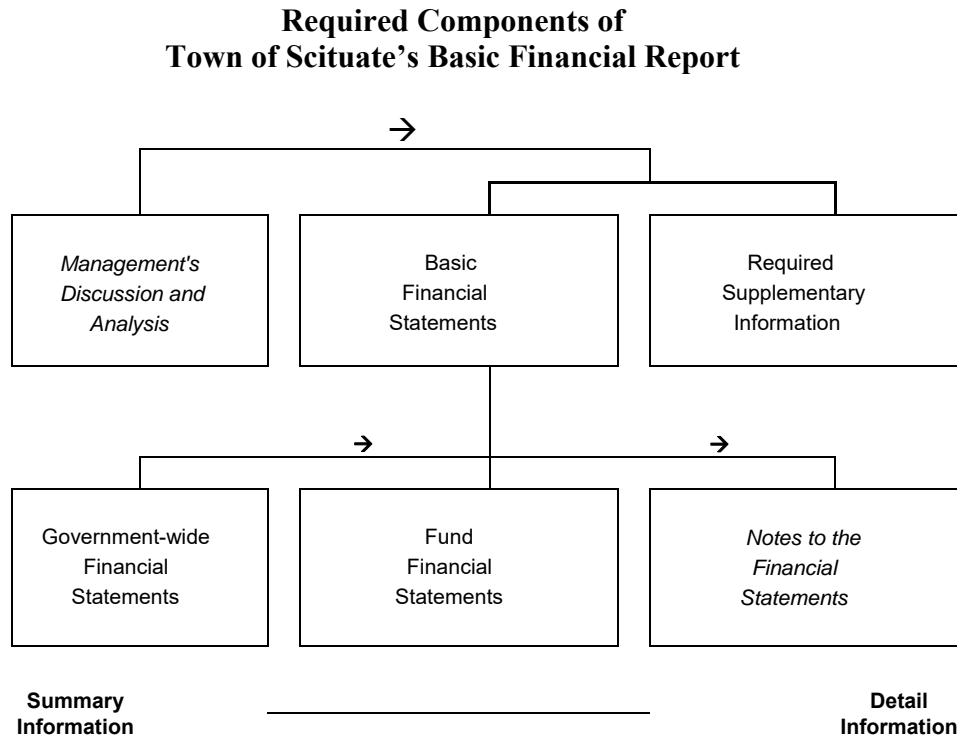 Required Components of
Town of Scituate’s Basic Financial Report
→
Management's
Discussion and
Analysis
Basic
Financial
Statements
Required
Supplementary
Information
→
→
Government-wide
Financial
Statements
Fund
Financial
Statements
Notes to the
Financial
Statements
Summary
Information
Detail
Information